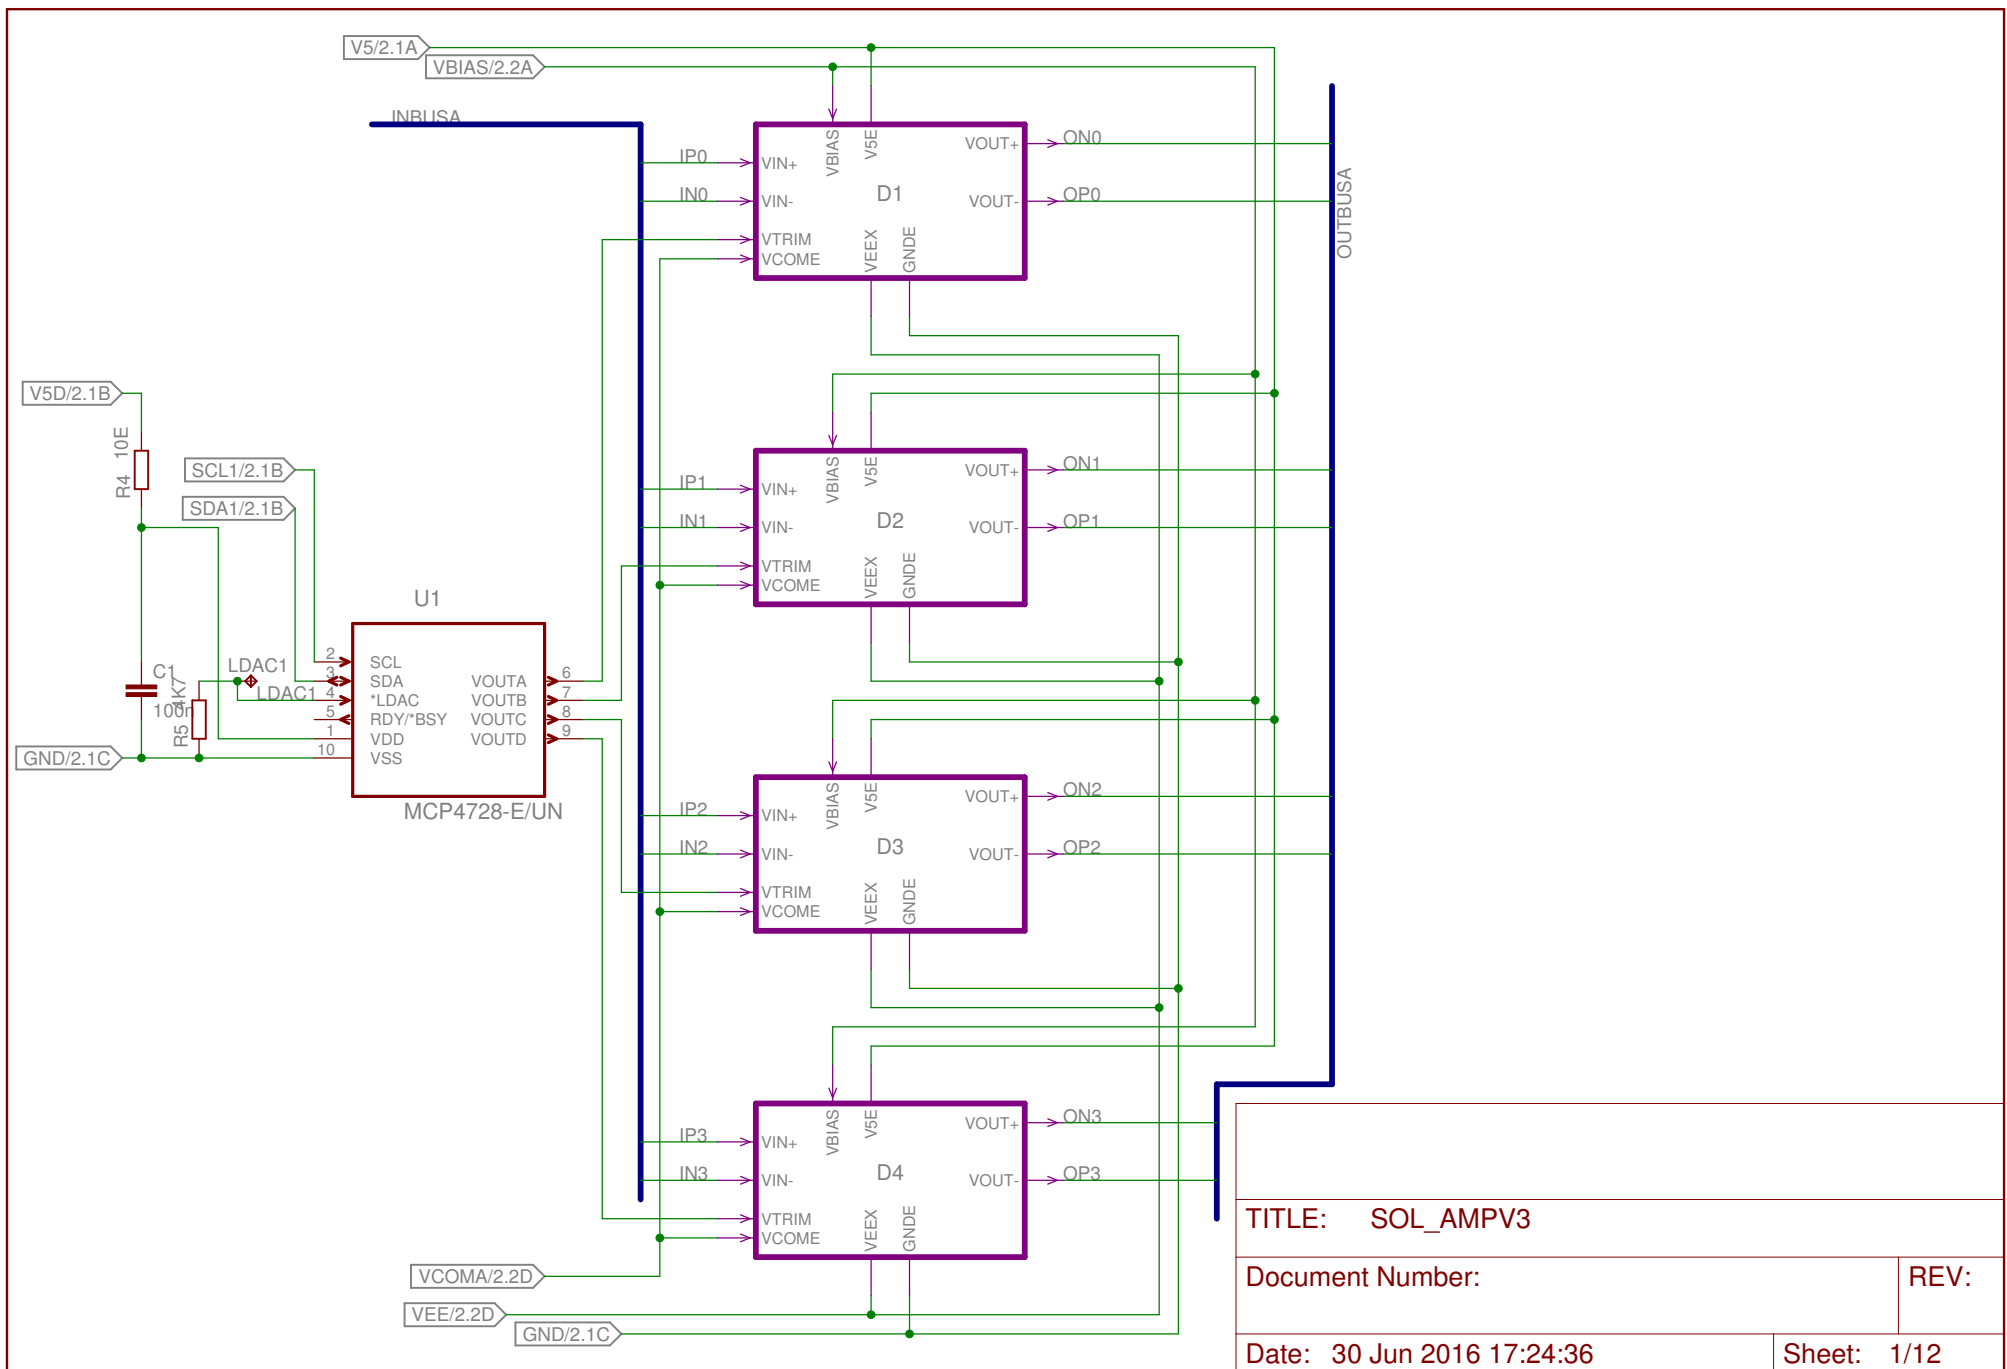 V5/2.1A
VBIAS/2.2A
INBUSA
OUTBUSA
VBIAS
V5E
IP0
VIN+
IN0
VIN-
VTRIM
VCOME
D1
VEEX
GNDE
VOUT+
ON0
VOUT-
OP0
V5D/2.1B
R4
10E
SCL1/2.1B
SDA1/2.1B
VBIAS
V5E
IP1
VIN+
IN1
VIN-
VTRIM
VCOME
D2
VEEX
GNDE
VOUT+
ON1
VOUT-
OP1
U1
C1
100n
R5
4K7
LDAC1
LDAC1
2 SCL
3 SDA
4 *LDAC
5 RDY/*BSY
1 VDD
10 VSS
VOUTA 6
VOUTB 7
VOUTC 8
VOUTD 9
MCP4728-E/UN
GND/2.1C
VBIAS
V5E
IP2
VIN+
IN2
VIN-
VTRIM
VCOME
D3
VEEX
GNDE
VOUT+
ON2
VOUT-
OP2
VBIAS
V5E
IP3
VIN+
IN3
VIN-
VTRIM
VCOME
D4
VEEX
GNDE
VOUT+
ON3
VOUT-
OP3
VCOMA/2.2D
VEE/2.2D
GND/2.1C
TITLE: SOL_AMPV3
Document Number:
REV:
Date: 30 Jun 2016 17:24:36
Sheet: 1/12